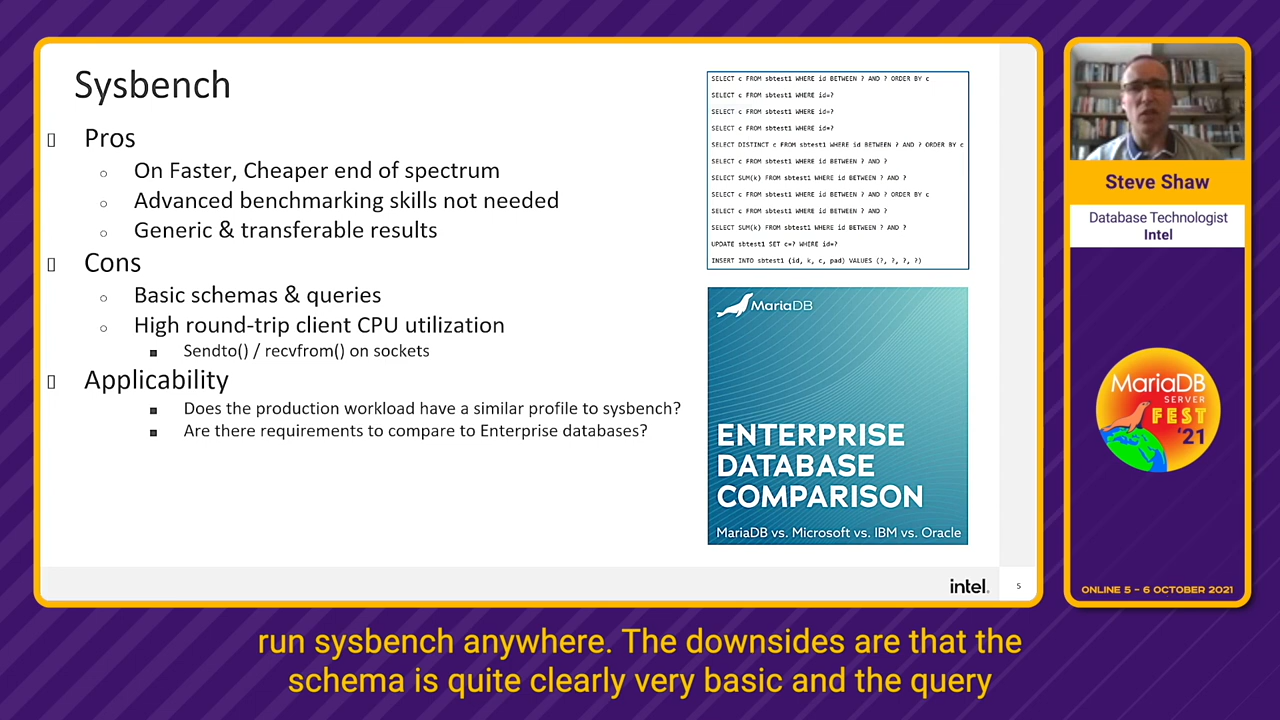 Sysbench
Pros
On Faster, Cheaper end of spectrum
Advanced benchmarking skills not needed
Generic & transferable results
Cons
Basic schemas & queries
High round-trip client CPU utilization
Sendto() / recvfrom() on sockets
Applicability
Does the production workload have a similar profile to sysbench?
Are there requirements to compare to Enterprise databases?
SELECT c FROM sbtest1 WHERE id BETWEEN ? AND ? ORDER BY c
SELECT c FROM sbtest1 WHERE id=?
SELECT c FROM sbtest1 WHERE id=?
SELECT c FROM sbtest1 WHERE id=?
SELECT DISTINCT c FROM sbtest1 WHERE id BETWEEN ? AND ? ORDER BY c
SELECT c FROM sbtest1 WHERE id BETWEEN ? AND ?
SELECT SUM(k) FROM sbtest1 WHERE id BETWEEN ? AND ?
SELECT c FROM sbtest1 WHERE id BETWEEN ? AND ? ORDER BY c
SELECT c FROM sbtest1 WHERE id BETWEEN ? AND ?
SELECT SUM(k) FROM sbtest1 WHERE id BETWEEN ? AND ?
UPDATE sbtest1 SET c=? WHERE id=?
INSERT INTO sbtest1 (id, k, c, pad) VALUES (?, ?, ?, ?)
MariaDB
ENTERPRISE
DATABASE
COMPARISON
MariaDB vs. Microsoft vs. IBM vs. Oracle
intel.
5
Steve Shaw
Database Technologist
Intel
MariaDB
SERVER
FEST
'21
ONLINE 5 - 6 OCTOBER 2021
run sysbench anywhere. The downsides are that the
schema is quite clearly very basic and the query